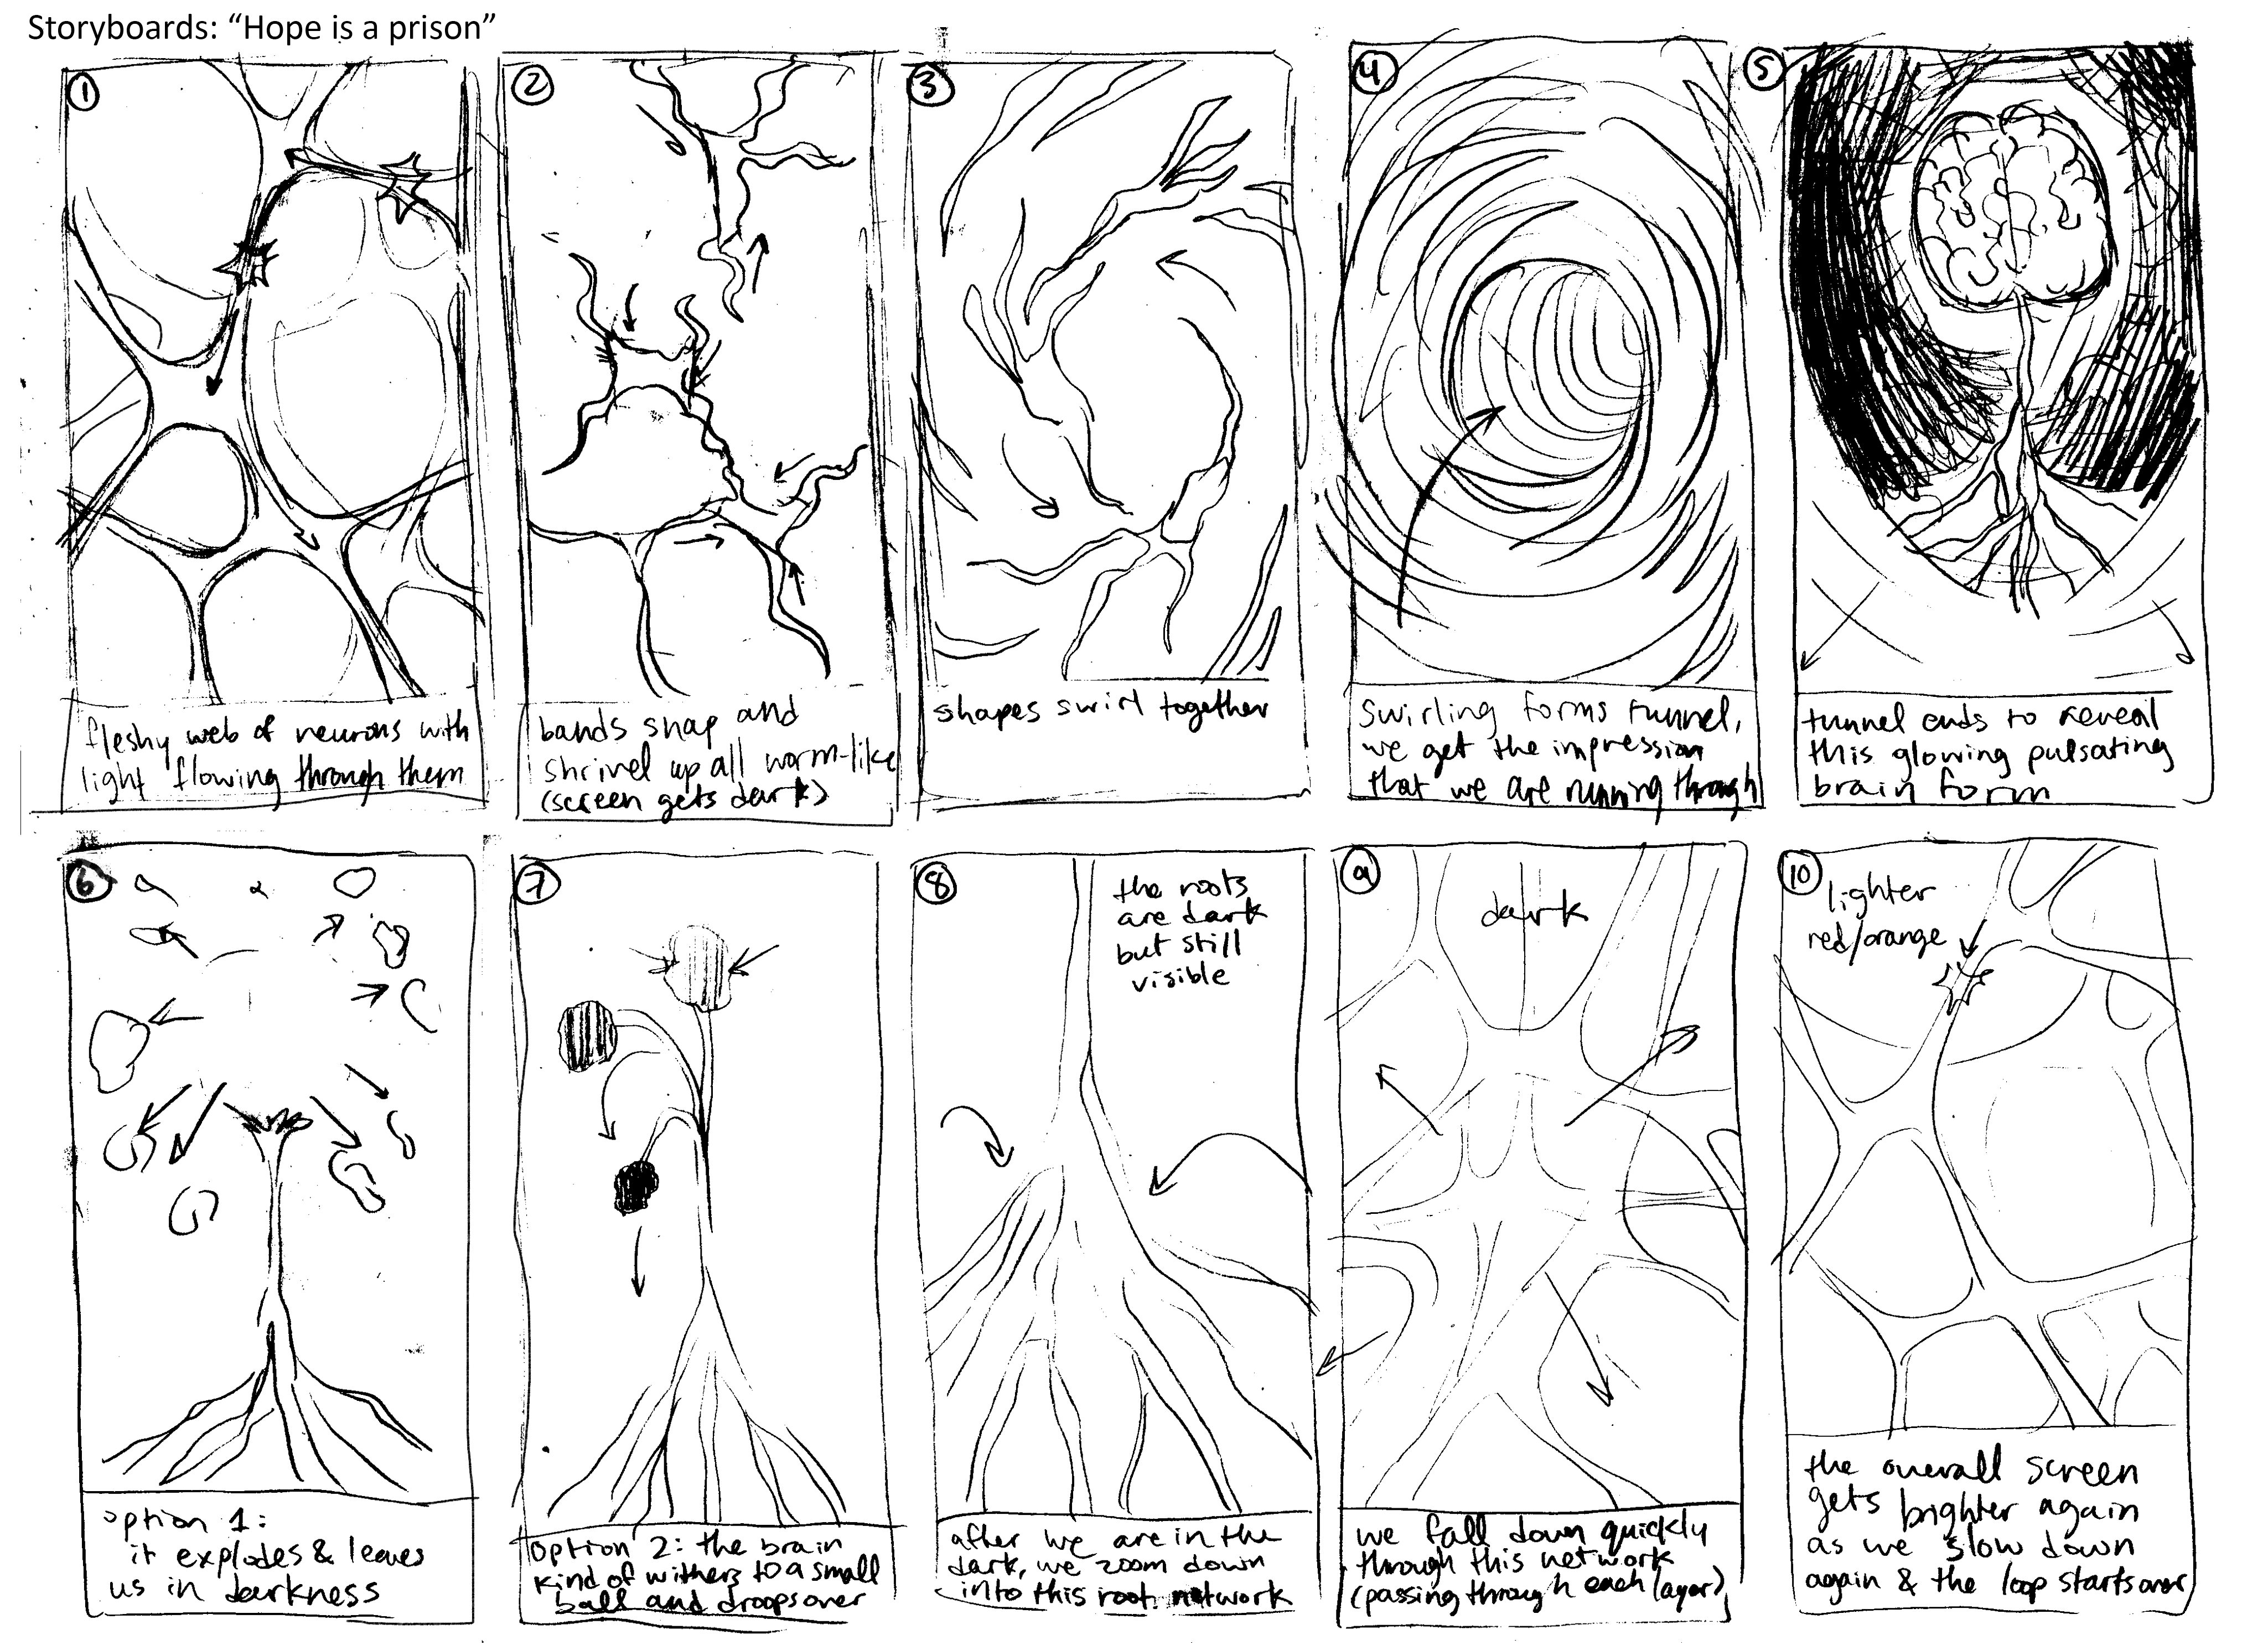 Storyboards: “Hope is a prison”
1
fleshy web of neurons with
light flowing through them
2
bands snap and
shrivel up all worm-like
(screen gets dark)
3
shapes swirl together
4
Swirling forms tunnel,
we get the impression
that we are running through
5
tunnel ends to reveal
this glowing pulsating
brain form
6
option 1:
it explodes & leaves
us in darkness
7
option 2: the brain
kind of withers to a small
ball and droops over
8
the roots
are dark
but still
visible
after we are in the
dark, we zoom down
into this root network
9
dark
we fall down quickly
through this network
(passing through each layer)
10
lighter
red/orange
the overall screen
gets brighter again
as we slow down
again & the loop starts over